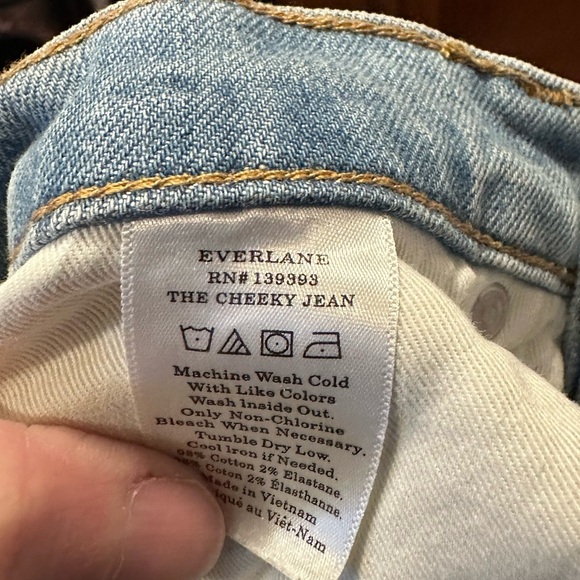 EVERLANE
RN# 139393
THE CHEEKY JEAN
Machine Wash Cold
With Like Colors
Wash Inside Out.
Only Non-Chlorine
Bleach When Necessary.
Tumble Dry Low.
Cool Iron if Needed.
98% Cotton 2% Elastane.
Coton 2% Élasthanne.
Made in Vietnam
au Viêt-Nam